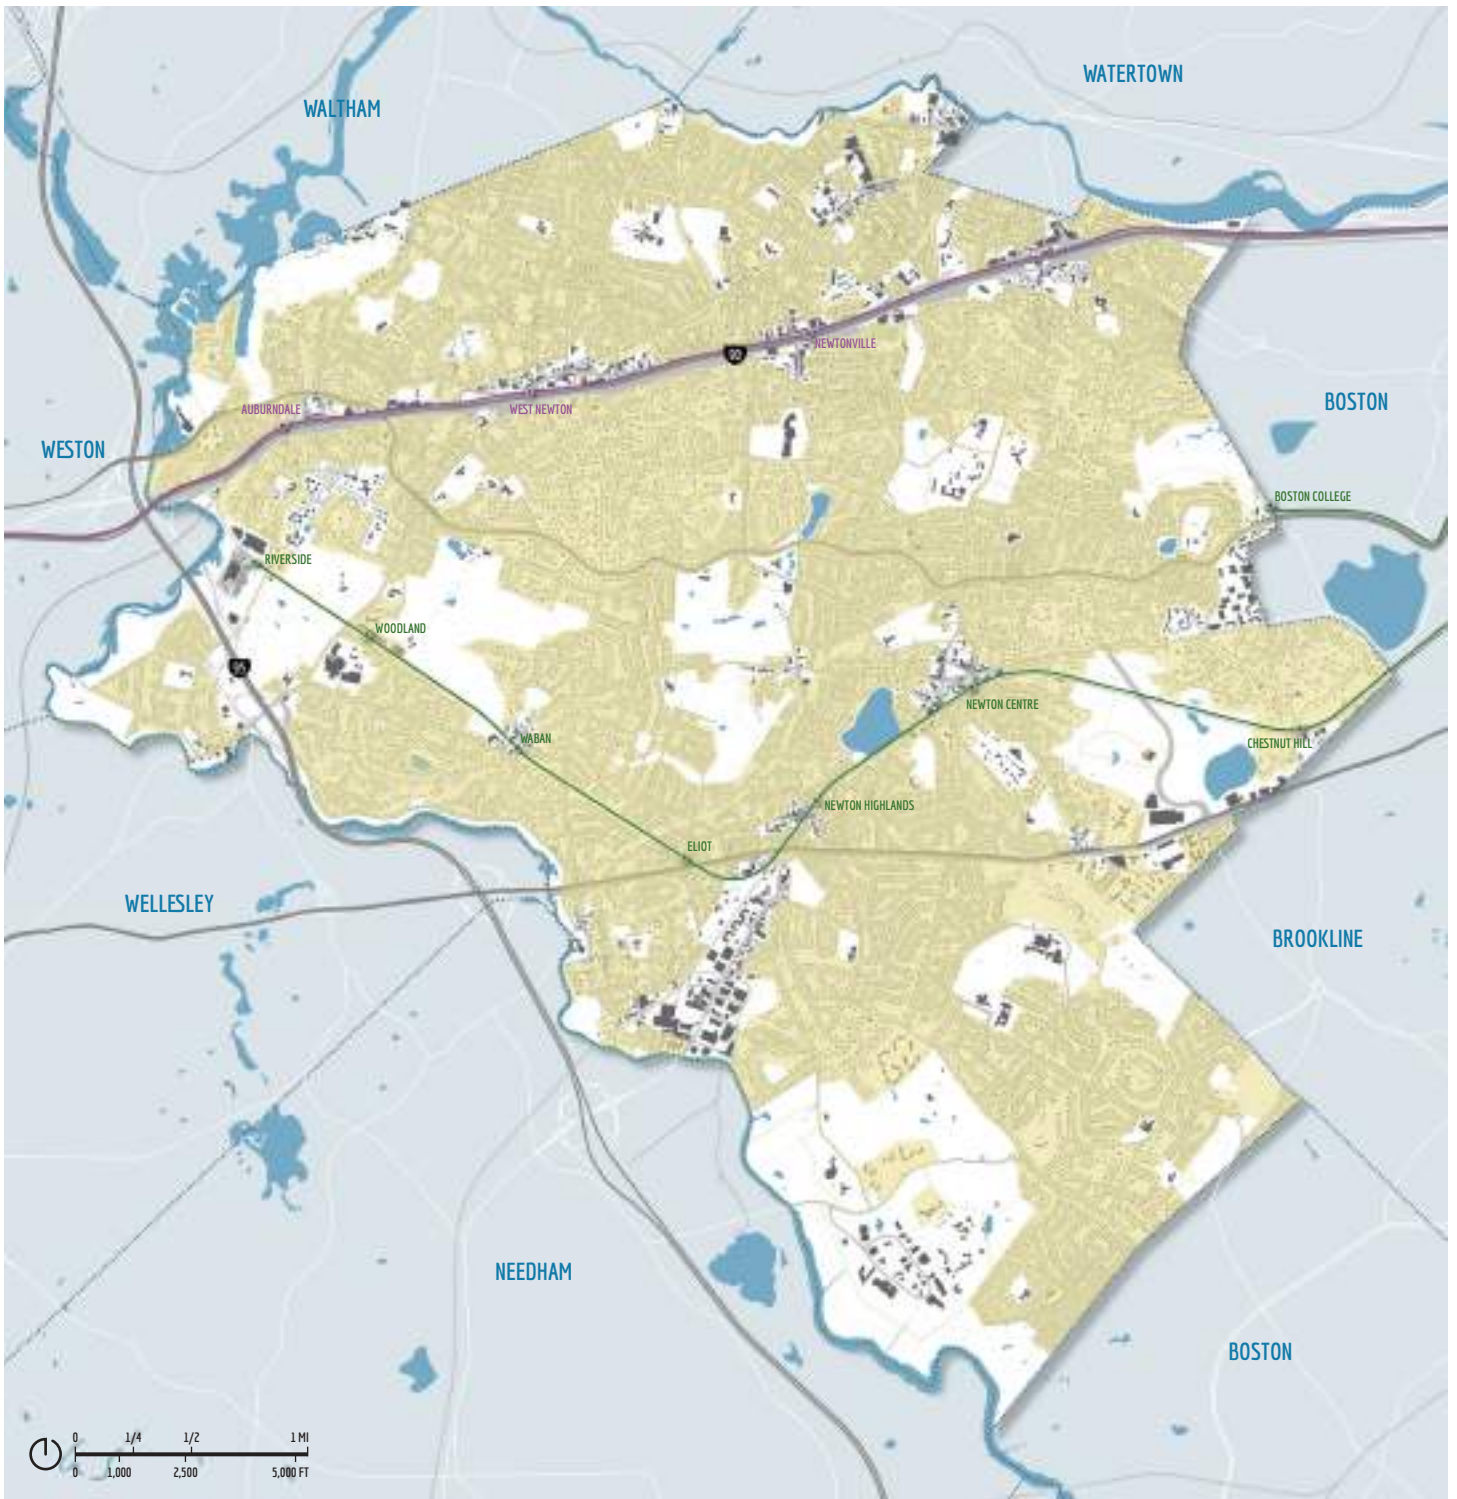 WATERTOWN
WALTHAM
NEWTONVILLE
90
BOSTON
AUBURNDALE
WEST NEWTON
WESTON
BOSTON COLLEGE
RIVERSIDE
WOODLAND
95
NEWTON CENTRE
WABAN
CHESTNUT HILL
NEWTON HIGHLANDS
ELIOT
WELLESLEY
BROOKLINE
NEEDHAM
BOSTON
0 1/4 1/2 1 MI
0 1,000 2,500 5,000 FT